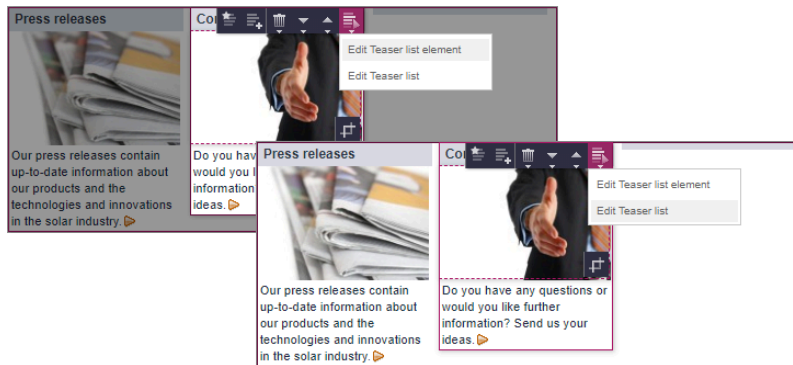 Press releases
Co
Edit Teaser list element
Edit Teaser list
Our press releases contain
up-to-date information about
our products and the
technologies and innovations
in the solar industry.
Do you hav
would you l
information
ideas.
Press releases
Co
Edit Teaser list element
Edit Teaser list
Our press releases contain
up-to-date information about
our products and the
technologies and innovations
in the solar industry.
Do you have any questions or
would you like further
information? Send us your
ideas.